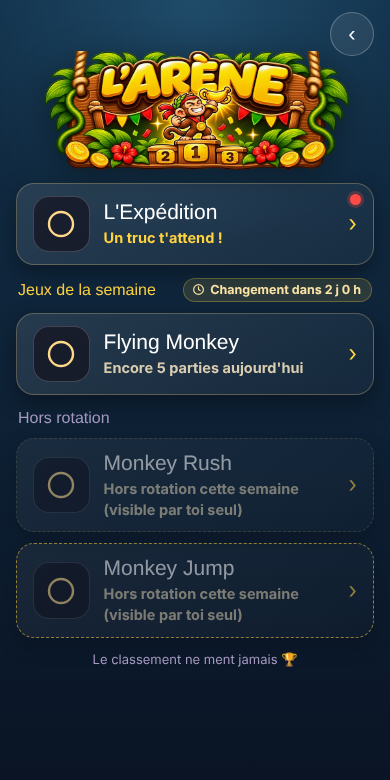 ‹
L'ARÈNE
2 1 3
L'Expédition
Un truc t'attend !
›
Jeux de la semaine
Changement dans 2 j 0 h
Flying Monkey
Encore 5 parties aujourd'hui
›
Hors rotation
Monkey Rush
Hors rotation cette semaine
(visible par toi seul)
›
Monkey Jump
Hors rotation cette semaine
(visible par toi seul)
›
Le classement ne ment jamais 🏆